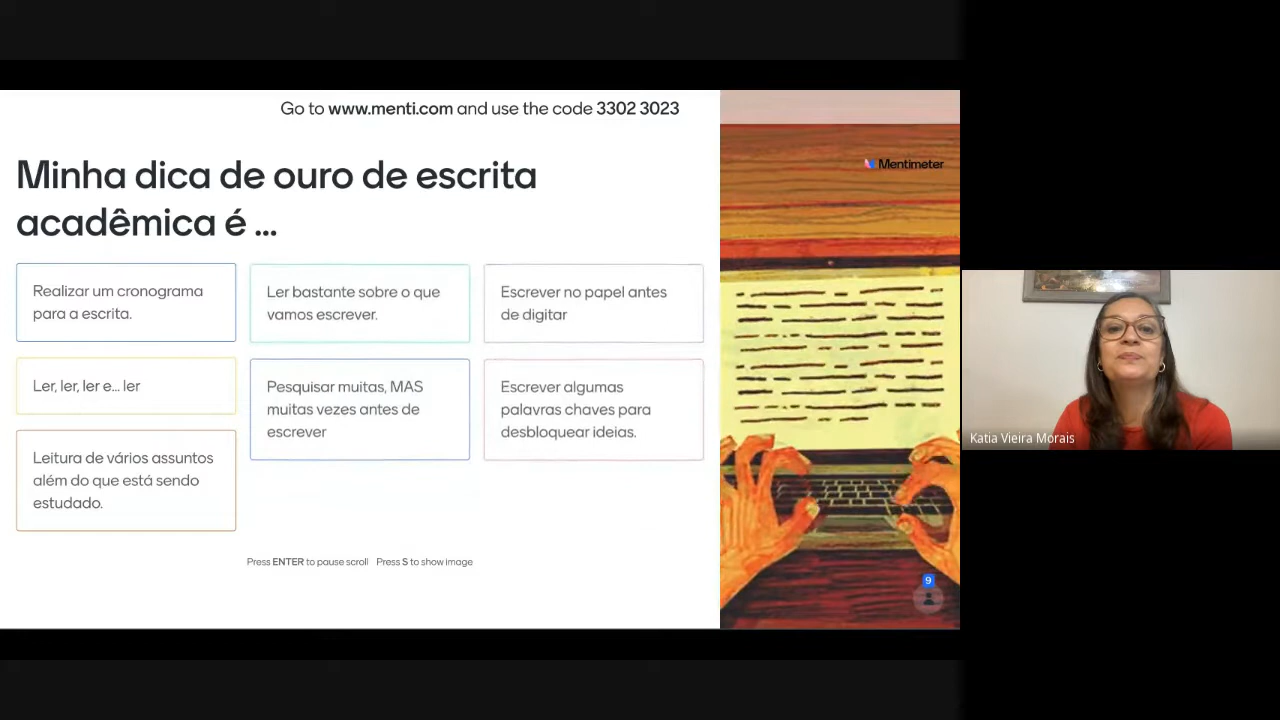 Go to www.menti.com and use the code 3302 3023
Mentimeter
Minha dica de ouro de escrita
acadêmica é ...
Realizar um cronograma
para a escrita.
Ler bastante sobre o que
vamos escrever.
Escrever no papel antes
de digitar
Ler, ler, ler e... ler
Pesquisar muitas, MAS
muitas vezes antes de
escrever
Escrever algumas
palavras chaves para
desbloquear ideias.
Leitura de vários assuntos
além do que está sendo
estudado.
Press ENTER to pause scroll Press S to show image
9
Katia Vieira Morais